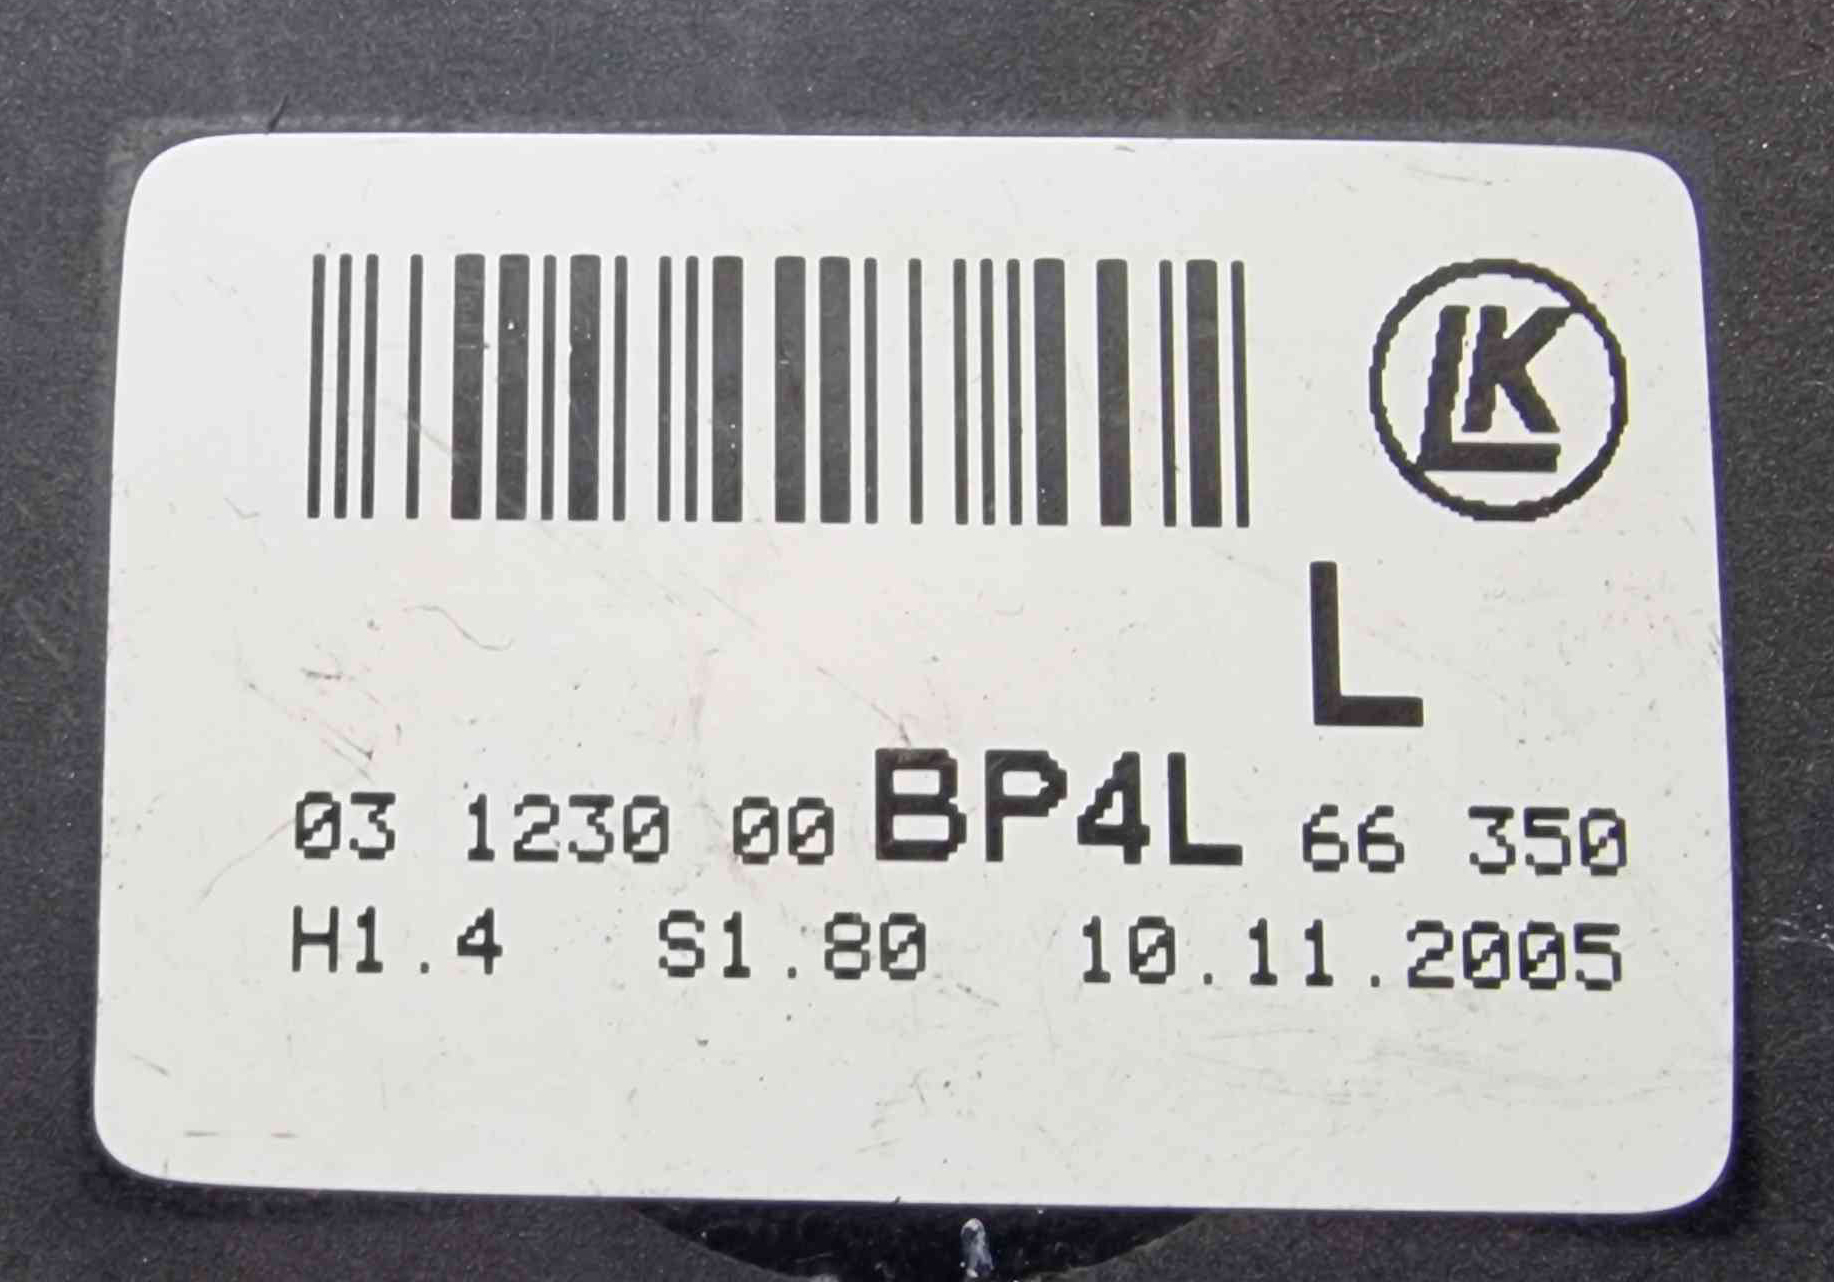 LK
L
03 1230 00 BP4L 66 350
H1.4 S1.80 10.11.2005